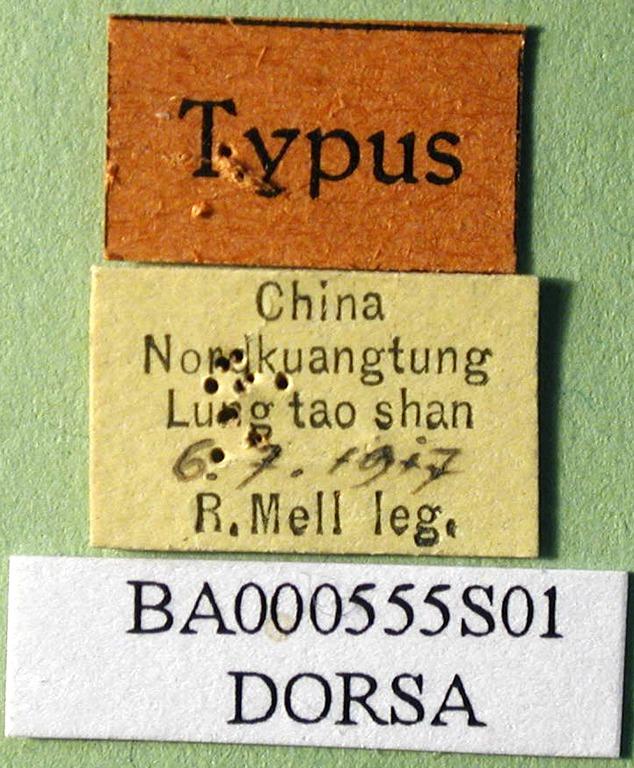 Typus
China
Nordkuangtung
Lung tao shan
6. 7. 1917
R. Mell leg.
BA000555S01
DORSA